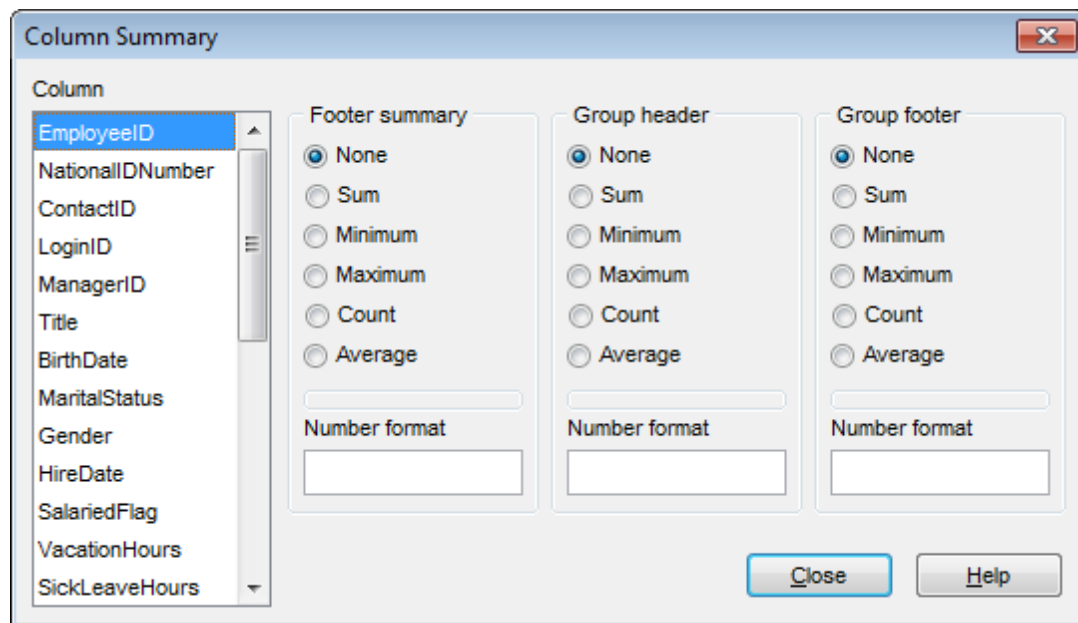 Column Summary
Column
EmployeeID
NationalIDNumber
ContactID
LoginID
ManagerID
Title
BirthDate
MaritalStatus
Gender
HireDate
SalariedFlag
VacationHours
SickLeaveHours
Footer summary
None
Sum
Minimum
Maximum
Count
Average
Number format
Group header
None
Sum
Minimum
Maximum
Count
Average
Number format
Group footer
None
Sum
Minimum
Maximum
Count
Average
Number format
Close
Help